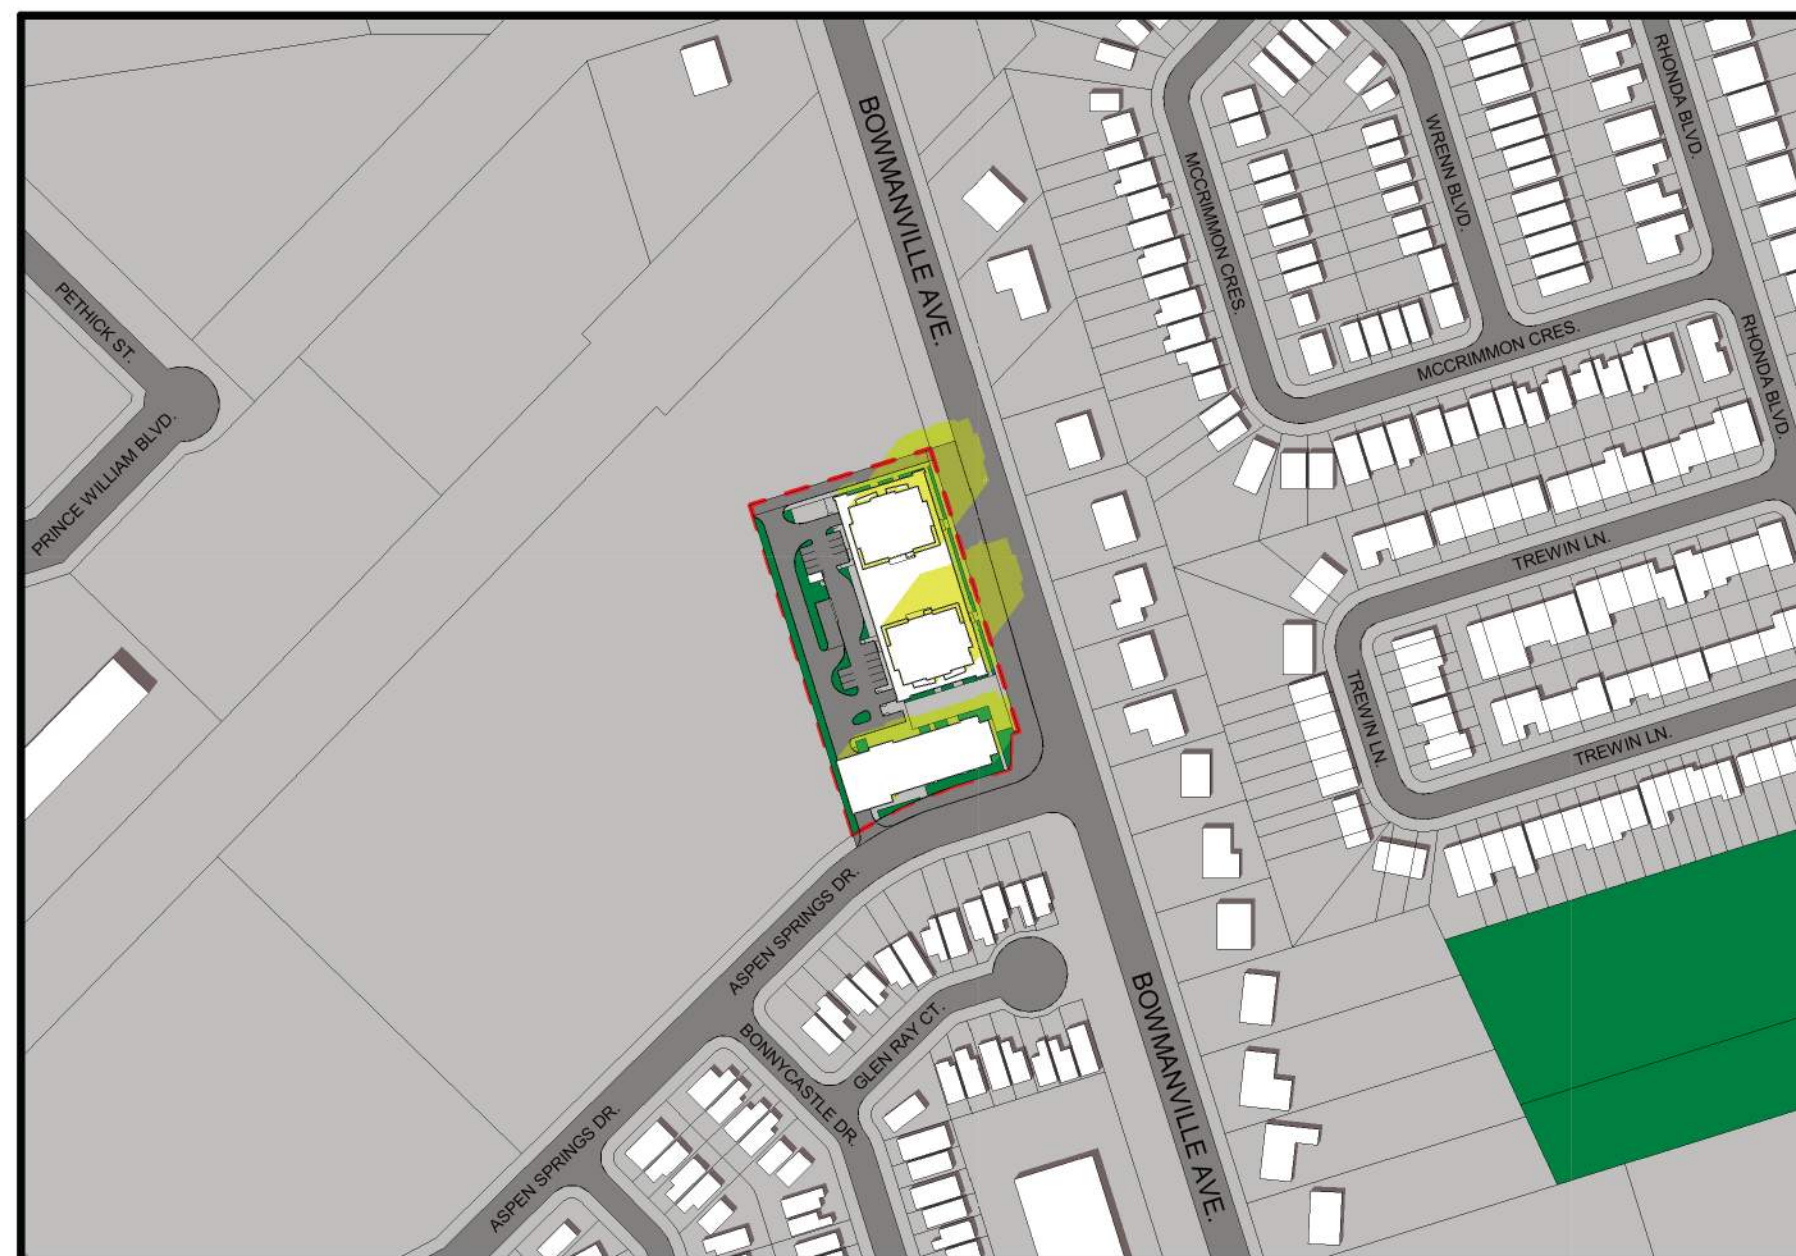 BOWMANVILLE AVE.
RHONDA BLVD.
WRENN BLVD.
MCCRIMMON CRES.
MCCRIMMON CRES.
RHONDA BLVD.
PETHICK ST.
PRINCE WILLIAM BLVD.
TREWIN LN.
TREWIN LN.
TREWIN LN.
ASPEN SPRINGS DR.
BONNYCASTLE DR.
GLEN RAY CT.
BOWMANVILLE AVE.
ASPEN SPRINGS DR.